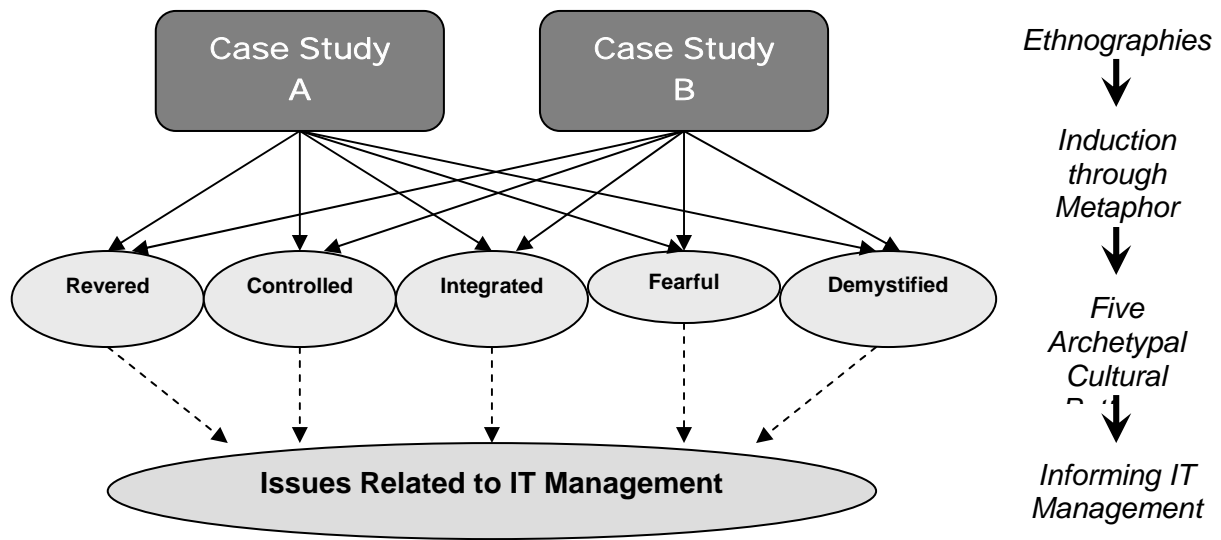 Case Study
A
Case Study
B
Revered
Controlled
Integrated
Fearful
Demystified
Issues Related to IT Management
Ethnographies
Induction
through
Metaphor
Five
Archetypal
Cultural
Informing IT
Management